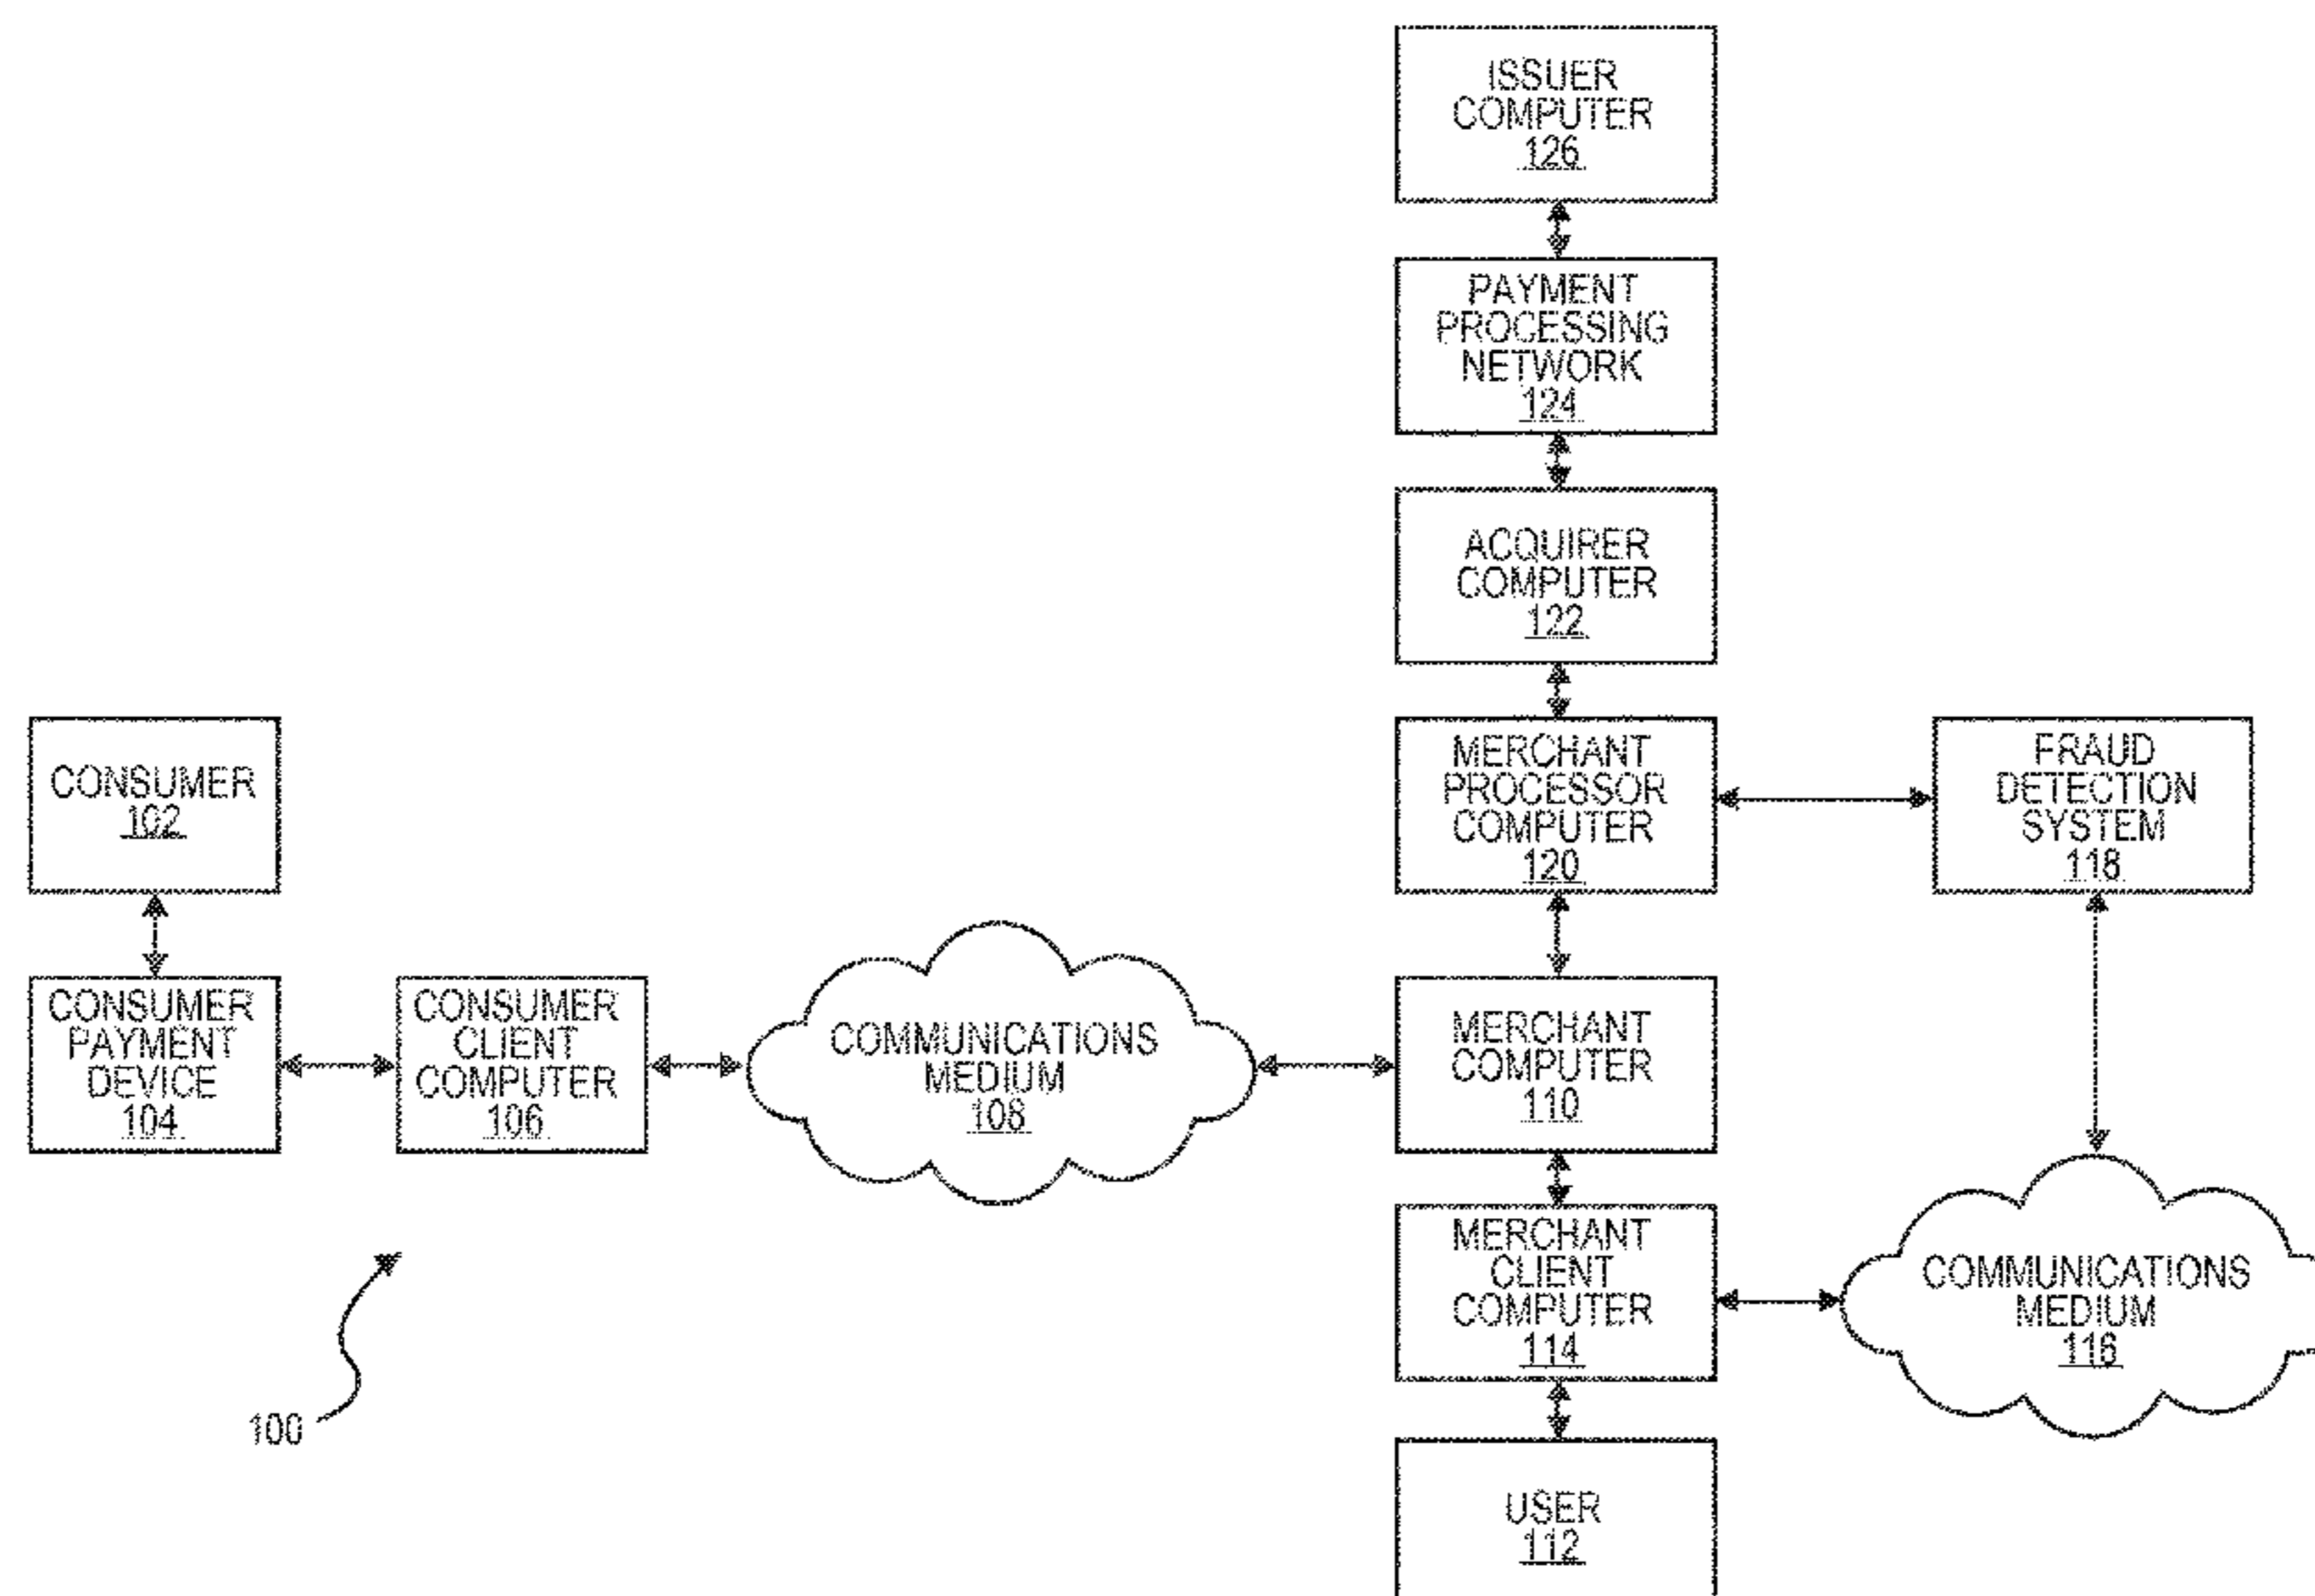 ISSUER
COMPUTER
126
PAYMENT
PROCESSING
NETWORK
124
ACQUIRER
COMPUTER
122
CONSUMER
102
MERCHANT
PROCESSOR
COMPUTER
120
FRAUD
DETECTION
SYSTEM
118
CONSUMER
PAYMENT
DEVICE
104
CONSUMER
CLIENT
COMPUTER
106
COMMUNICATIONS
MEDIUM
108
MERCHANT
COMPUTER
110
MERCHANT
CLIENT
COMPUTER
114
COMMUNICATIONS
MEDIUM
116
100
USER
112